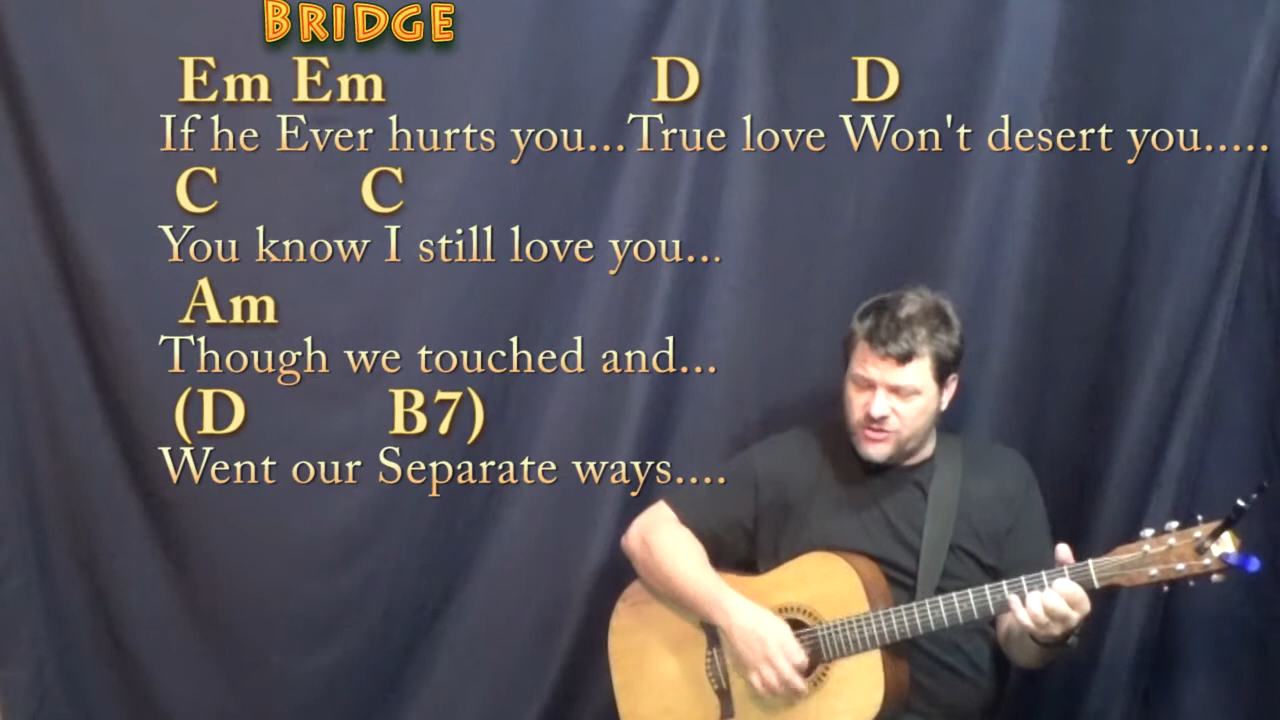 BRIDGE
Em Em D D
If he Ever hurts you...True love Won't desert you.....
C C
You know I still love you...
Am
Though we touched and...
(D B7)
Went our Separate ways....